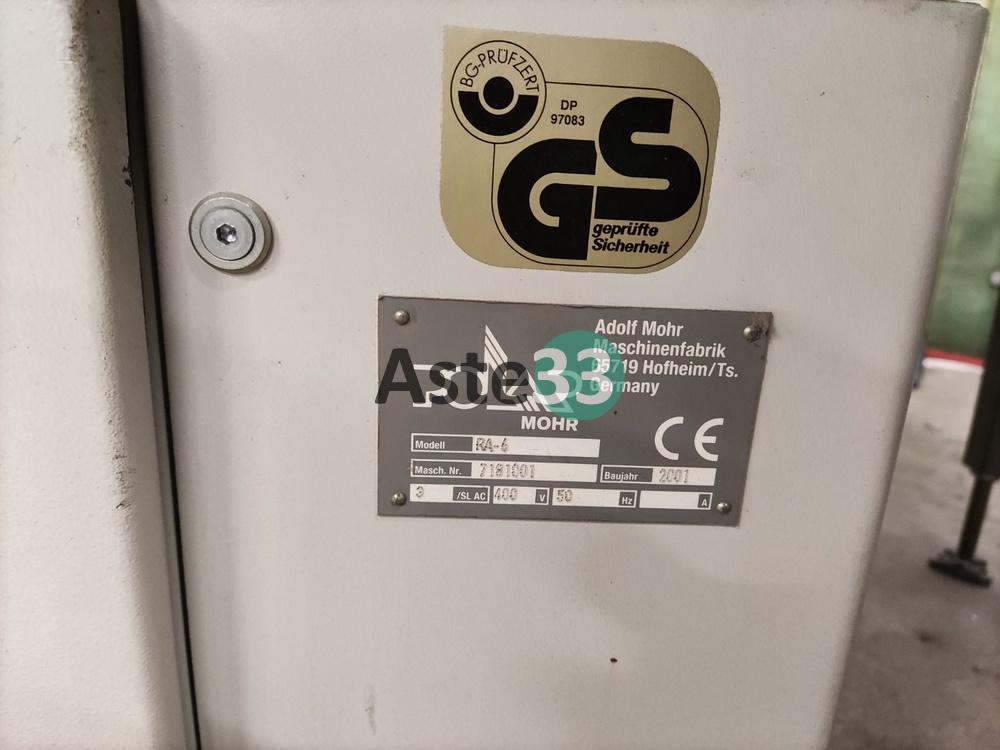 BG-PRÜFZERT
DP
97083
GS
geprüfte
Sicherheit
Adolf Mohr
Maschinenfabrik
65719 Hofheim/Ts.
Germany
POLAR
MOHR
Aste33
CE
Modell RA-6
Masch. Nr. 7181001 Baujahr 2001
3 /SL AC 400 V 50 Hz A